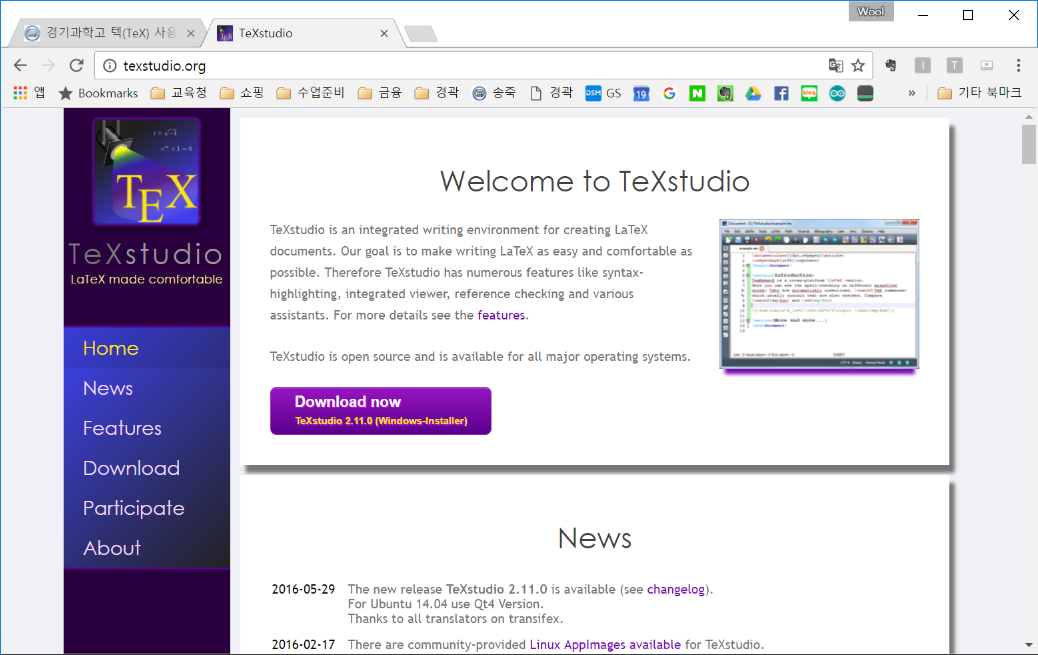 Wool
경기과학고 텍(TeX) 사용
TeXstudio
texstudio.org
앱
Bookmarks
교육청
쇼핑
수업준비
금융
경곽
송죽
경곽
GS
기타 북마크
TEX
TeXstudio
LaTeX made comfortable
Home
News
Features
Download
Participate
About
Welcome to TeXstudio
TeXstudio is an integrated writing environment for creating LaTeX
documents. Our goal is to make writing LaTeX as easy and comfortable as
possible. Therefore TeXstudio has numerous features like syntax-
highlighting, integrated viewer, reference checking and various
assistants. For more details see the features.
TeXstudio is open source and is available for all major operating systems.
Download now
TeXstudio 2.11.0 (Windows-Installer)
News
2016-05-29 The new release TeXstudio 2.11.0 is available (see changelog).
For Ubuntu 14.04 use Qt4 Version.
Thanks to all translators on transifex.
2016-02-17 There are community-provided Linux AppImages available for TeXstudio.